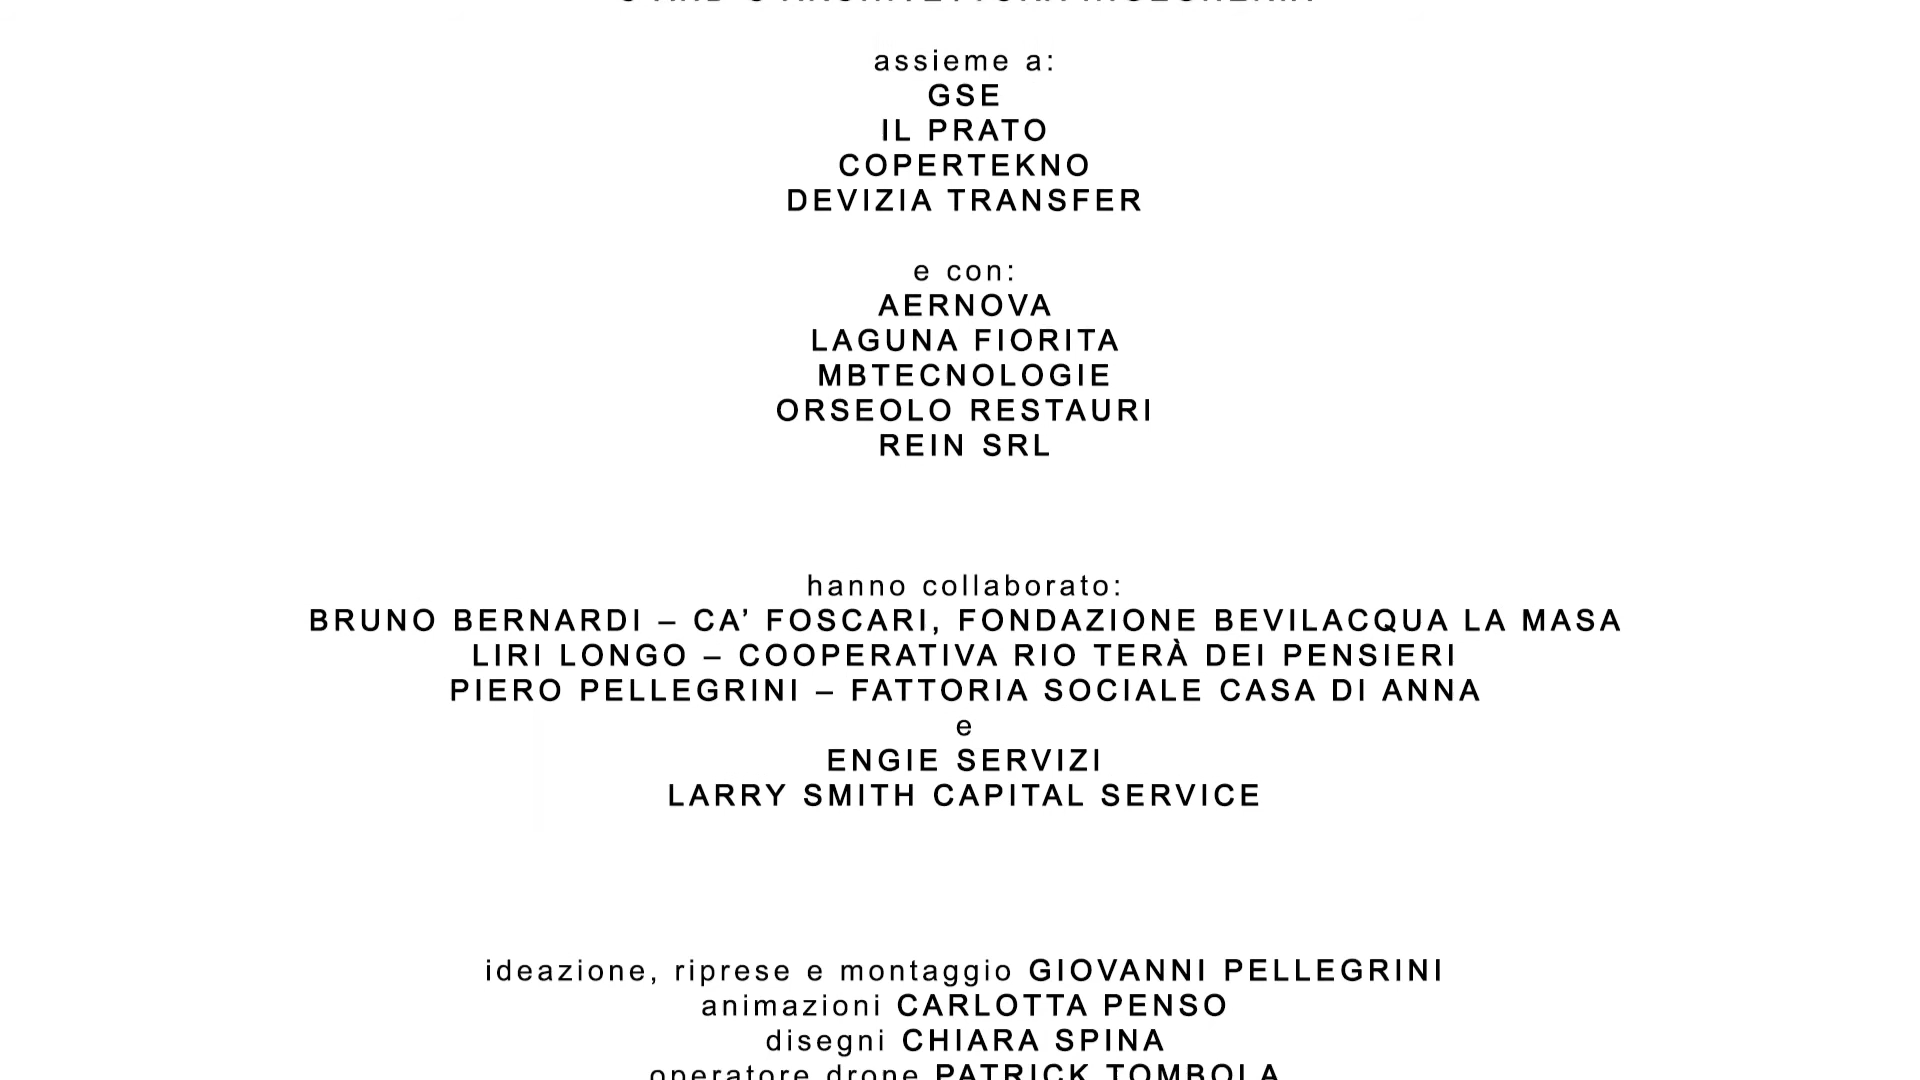 assieme a:
GSE
IL PRATO
COPERTEKNO
DEVIZIA TRANSFER
e con:
AERNOVA
LAGUNA FIORITA
MBTECNOLOGIE
ORSEOLO RESTAURI
REIN SRL
hanno collaborato:
BRUNO BERNARDI – CA’ FOSCARI, FONDAZIONE BEVILACQUA LA MASA
LIRI LONGO – COOPERATIVA RIO TERÀ DEI PENSIERI
PIERO PELLEGRINI – FATTORIA SOCIALE CASA DI ANNA
e
ENGIE SERVIZI
LARRY SMITH CAPITAL SERVICE
ideazione, riprese e montaggio GIOVANNI PELLEGRINI
animazioni CARLOTTA PENSO
disegni CHIARA SPINA
operatore drone PATRICK TOMBOLA